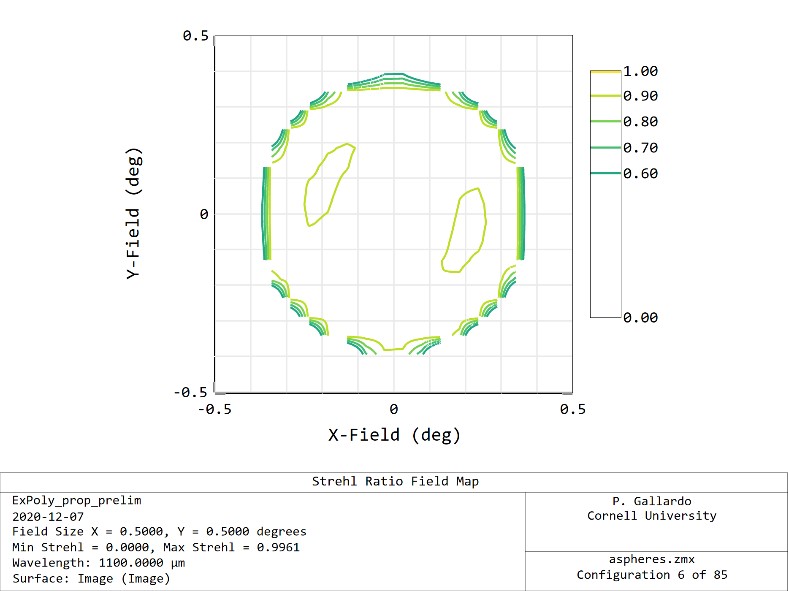 0.5
0
-0.5
-0.5
0
0.5
Y-Field (deg)
X-Field (deg)
1.00
0.90
0.80
0.70
0.60
0.00
Strehl Ratio Field Map
ExPoly_prop_prelim
2020-12-07
Field Size X = 0.5000, Y = 0.5000 degrees
Min Strehl = 0.0000, Max Strehl = 0.9961
Wavelength: 1100.0000 µm
Surface: Image (Image)
P. Gallardo
Cornell University
aspheres.zmx
Configuration 6 of 85